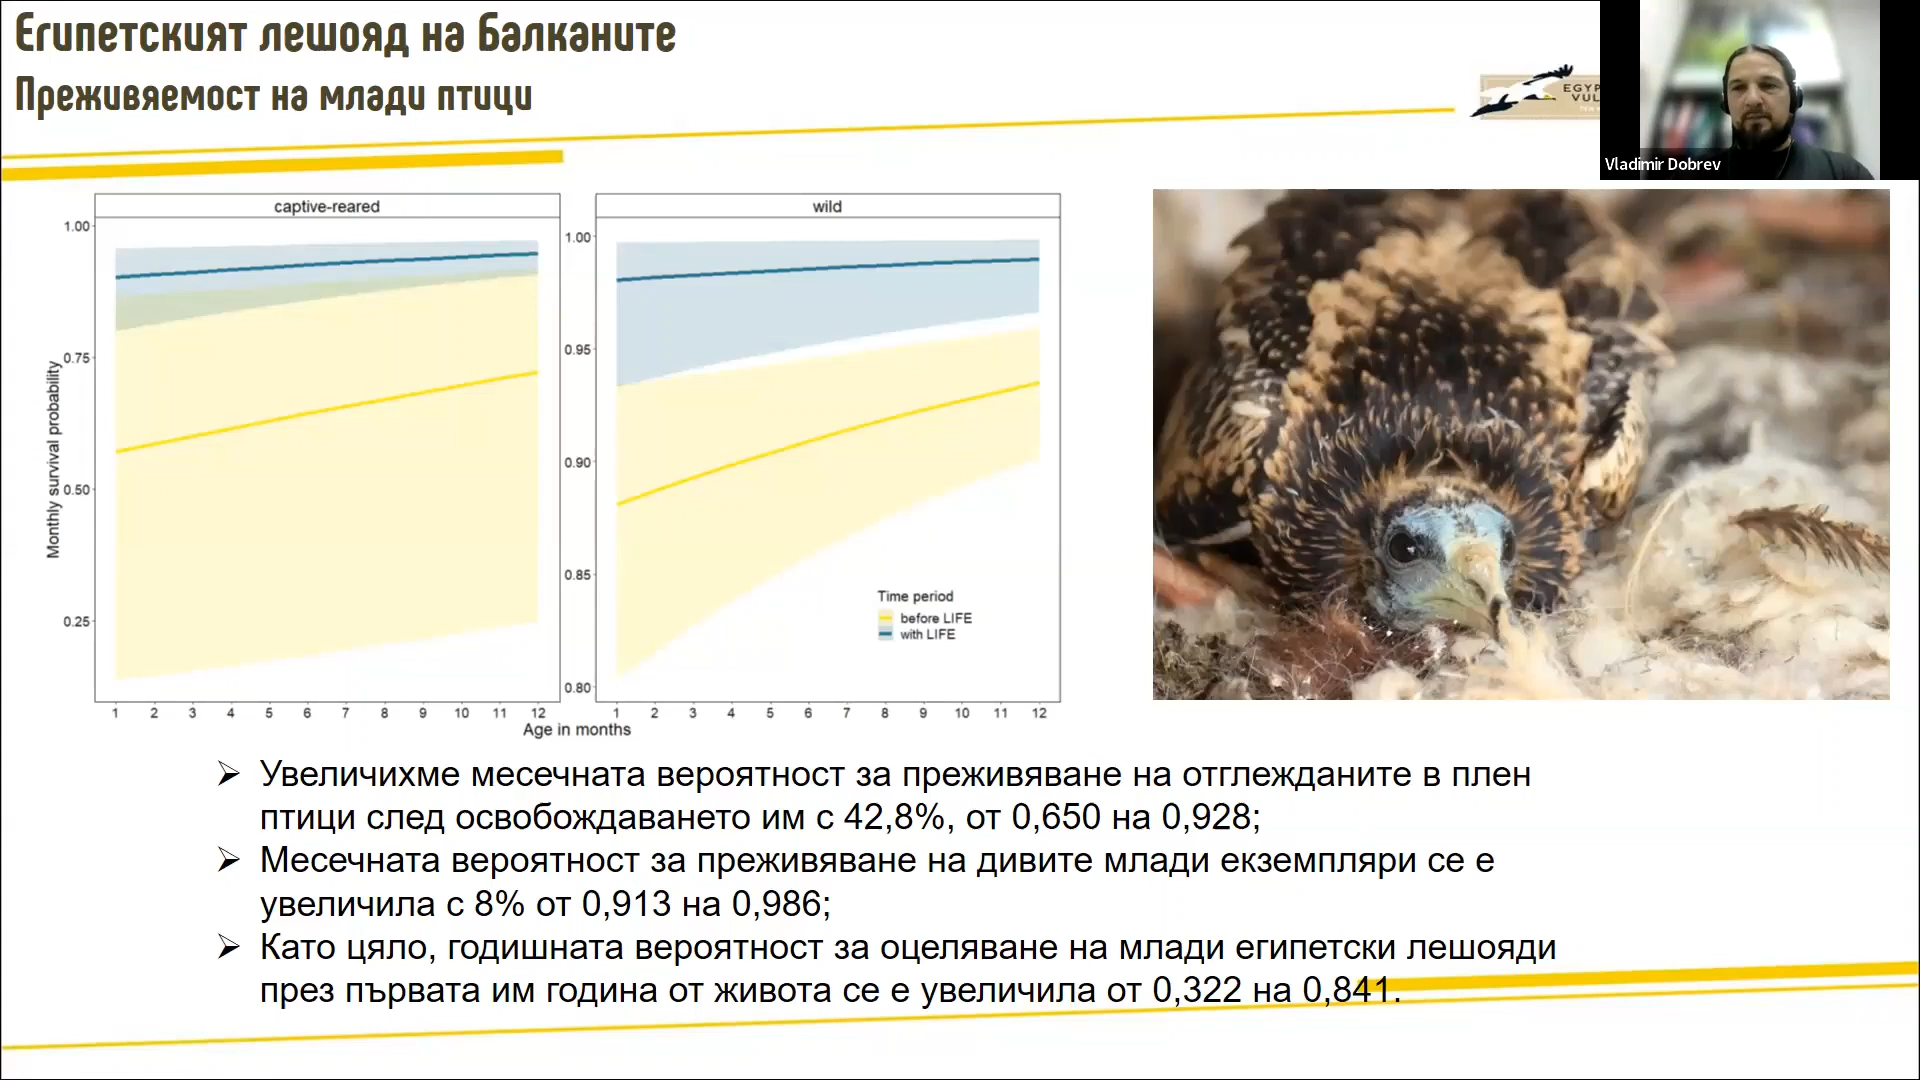 Египетският лешояд на Балканите
Преживяемост на млади птици
EGYP
VUL
Vladimir Dobrev
captive-reared
wild
Monthly survival probability
1.00
0.75
0.50
0.25
1.00
0.95
0.90
0.85
0.80
Time period
before LIFE
with LIFE
1 2 3 4 5 6 7 8 9 10 11 12
1 2 3 4 5 6 7 8 9 10 11 12
Age in months
➢ Увеличихме месечната вероятност за преживяване на отглежданите в плен
птици след освобождаването им с 42,8%, от 0,650 на 0,928;
➢ Месечната вероятност за преживяване на дивите млади екземпляри се е
увеличила с 8% от 0,913 на 0,986;
➢ Като цяло, годишната вероятност за оцеляване на млади египетски лешояди
през първата им година от живота се е увеличила от 0,322 на 0,841.